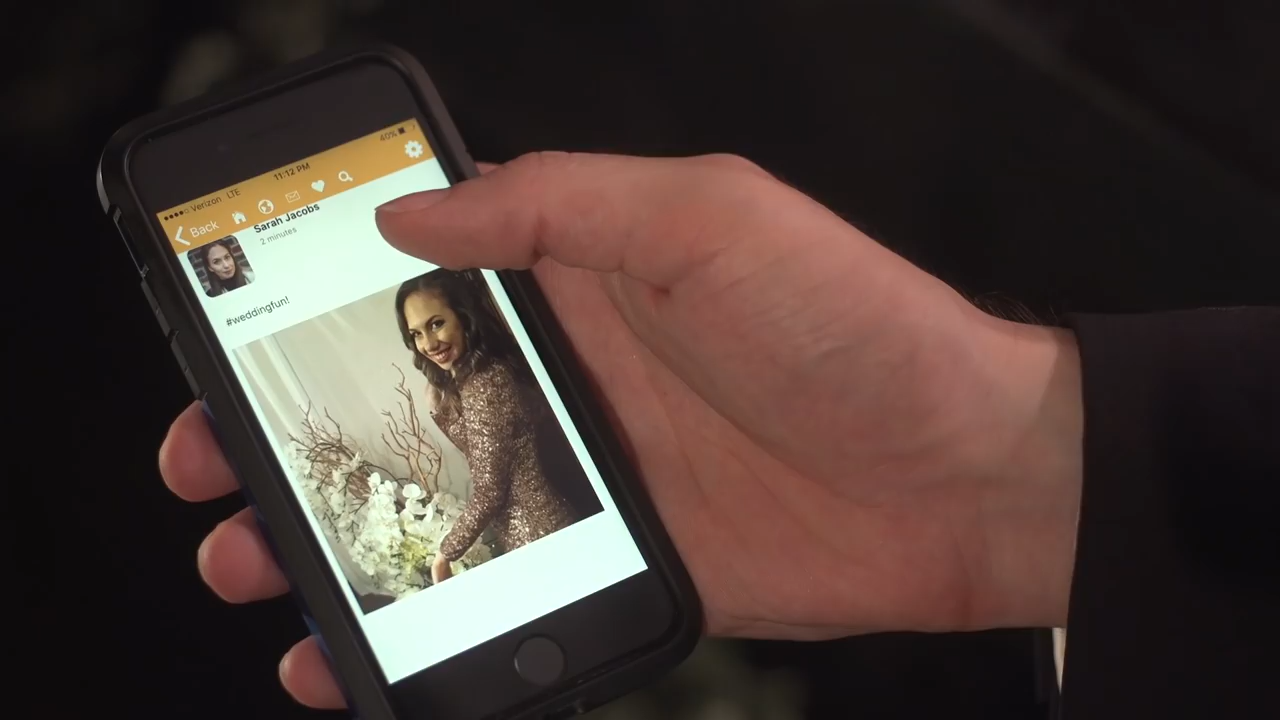 Verizon LTE 11:12 PM 40%
Back
Sarah Jacobs
2 minutes
#weddingfun!